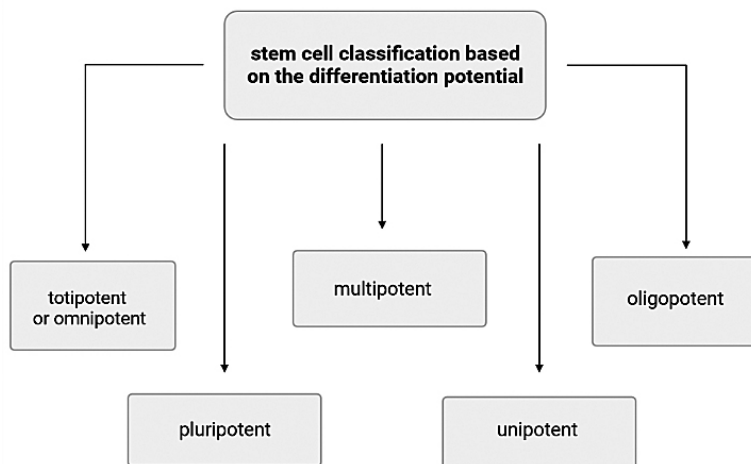 stem cell classification based
on the differentiation potential
totipotent
or omnipotent
multipotent
oligopotent
pluripotent
unipotent